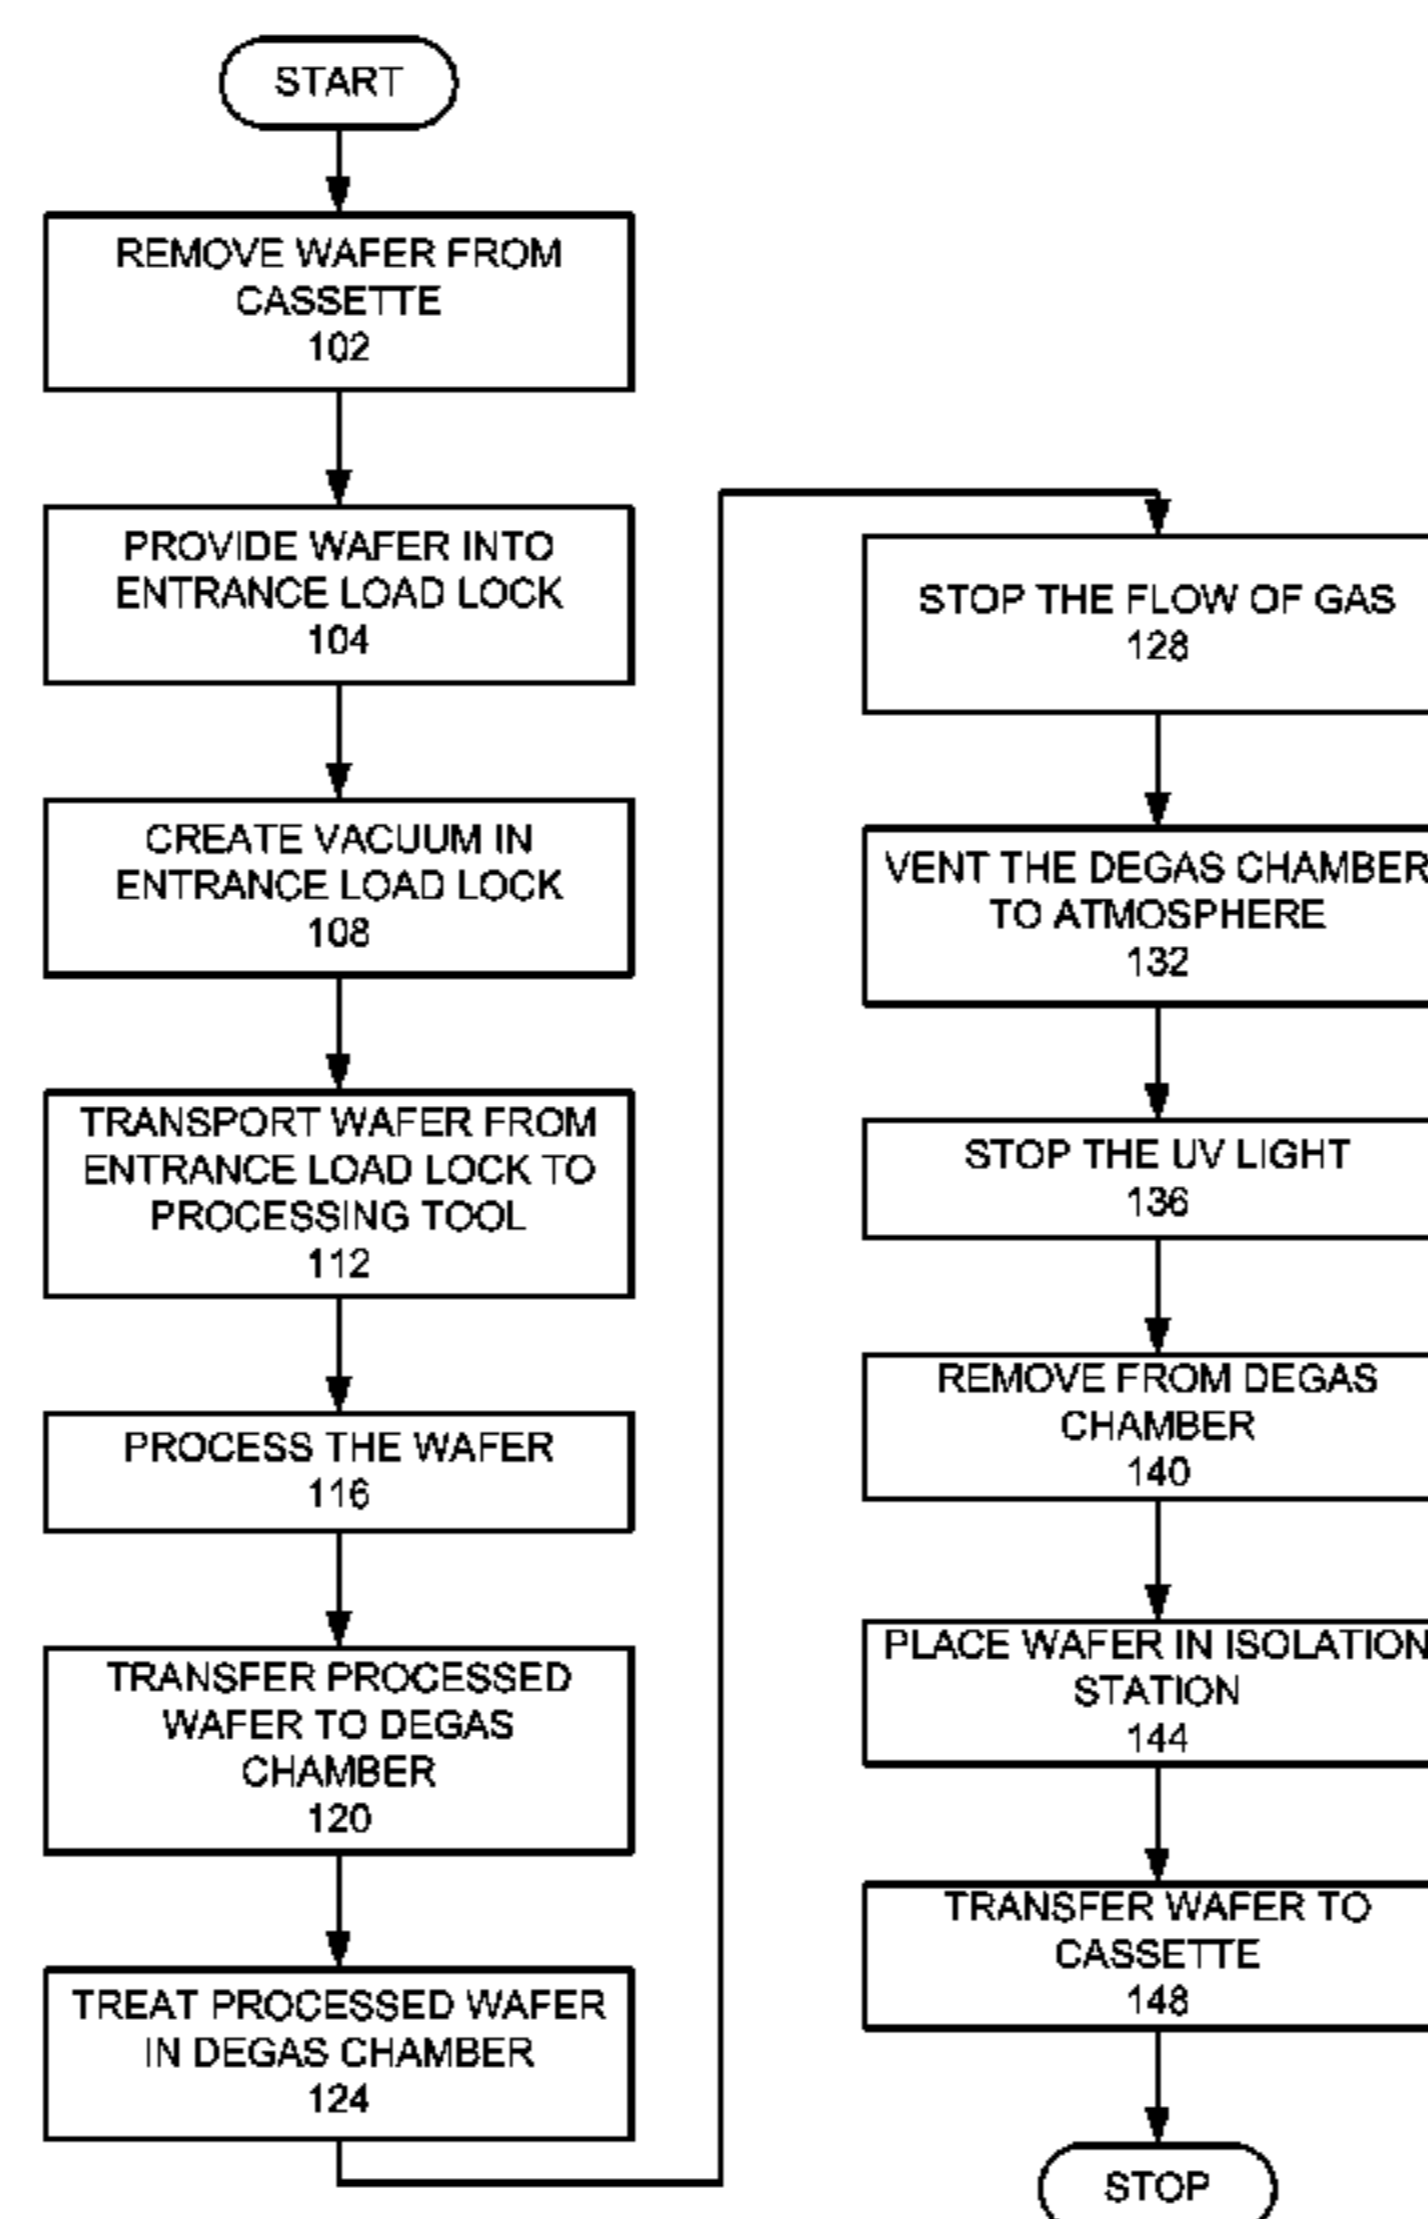 START
REMOVE WAFER FROM
CASSETTE
102
PROVIDE WAFER INTO
ENTRANCE LOAD LOCK
104
CREATE VACUUM IN
ENTRANCE LOAD LOCK
108
TRANSPORT WAFER FROM
ENTRANCE LOAD LOCK TO
PROCESSING TOOL
112
PROCESS THE WAFER
116
TRANSFER PROCESSED
WAFER TO DEGAS
CHAMBER
120
TREAT PROCESSED WAFER
IN DEGAS CHAMBER
124
STOP THE FLOW OF GAS
128
VENT THE DEGAS CHAMBER
TO ATMOSPHERE
132
STOP THE UV LIGHT
136
REMOVE FROM DEGAS
CHAMBER
140
PLACE WAFER IN ISOLATION
STATION
144
TRANSFER WAFER TO
CASSETTE
148
STOP